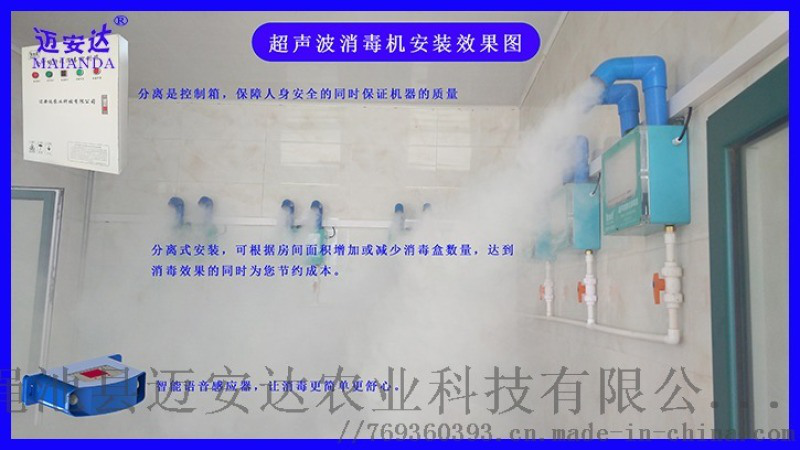 迈安达®
MAIANDA
超声波消毒机安装效果图
分离是控制箱，保障人身安全的同时保证机器的质量
分离式安装，可根据房间面积增加或减少消毒盒数量，达到
消毒效果的同时为您节约成本。
智能语音感应器，让消毒更简单更舒心。
渑池县迈安达农业科技有限公....
//769360393.cn.made-in-china.com